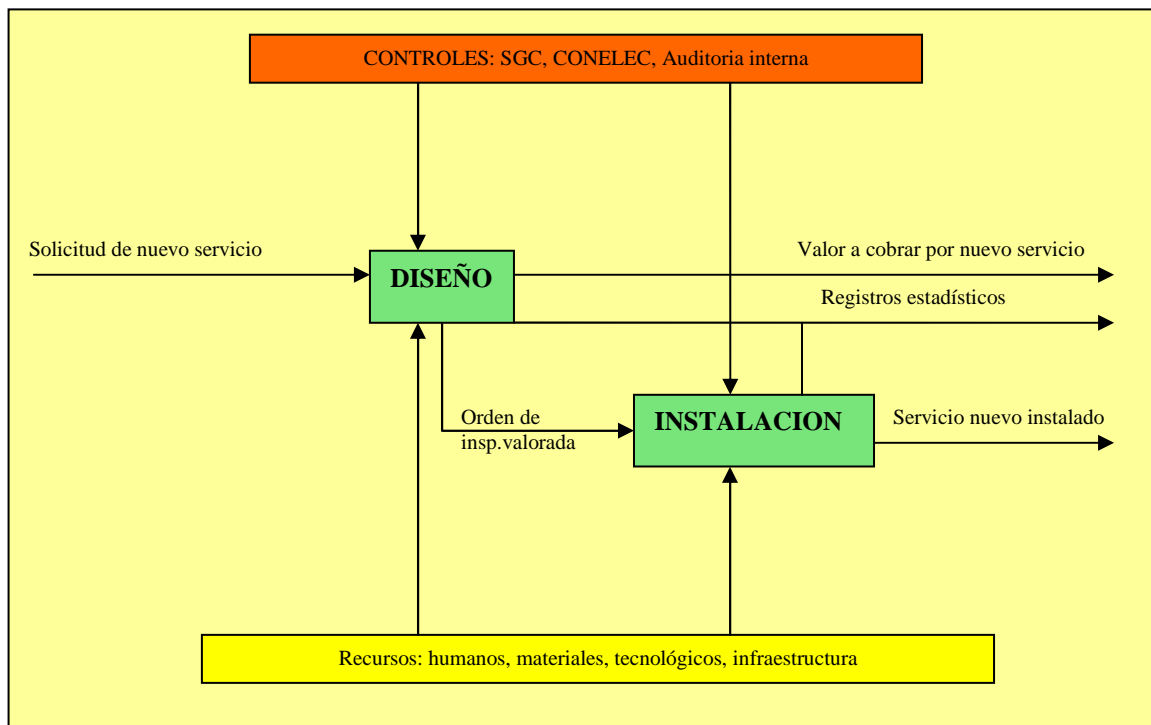 CONTROLES: SGC, CONELEC, Auditoria interna
Solicitud de nuevo servicio
Valor a cobrar por nuevo servicio
DISEÑO
Registros estadísticos
Orden de
insp.valorada
INSTALACION
Servicio nuevo instalado
Recursos: humanos, materiales, tecnológicos, infraestructura